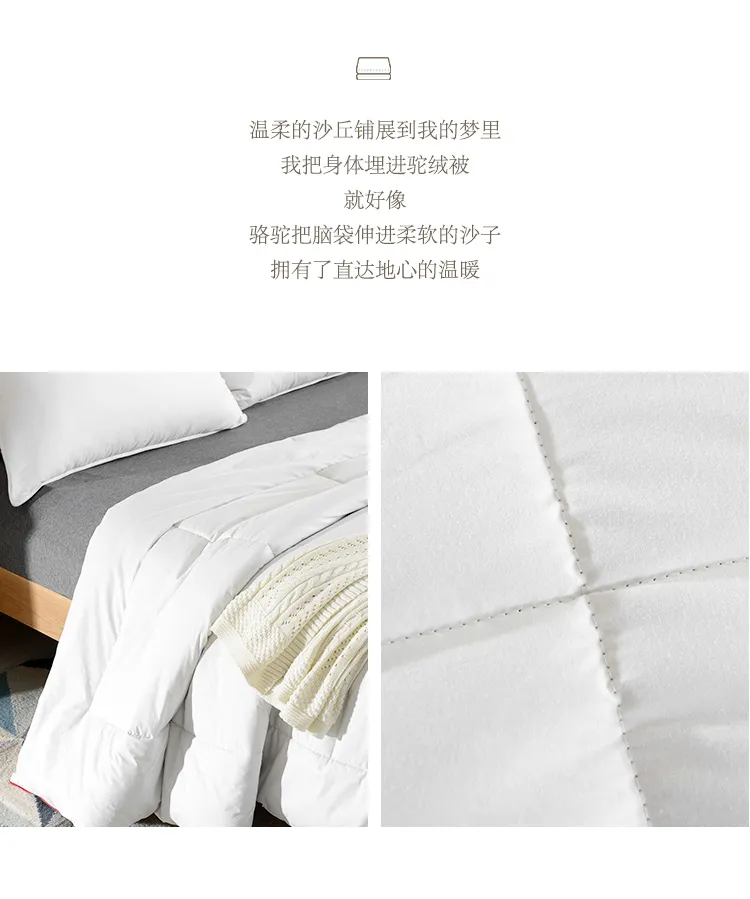 温柔的沙丘铺展到我的梦里
我把身体埋进驼绒被
就好像
骆驼把脑袋伸进柔软的沙子
拥有了直达地心的温暖